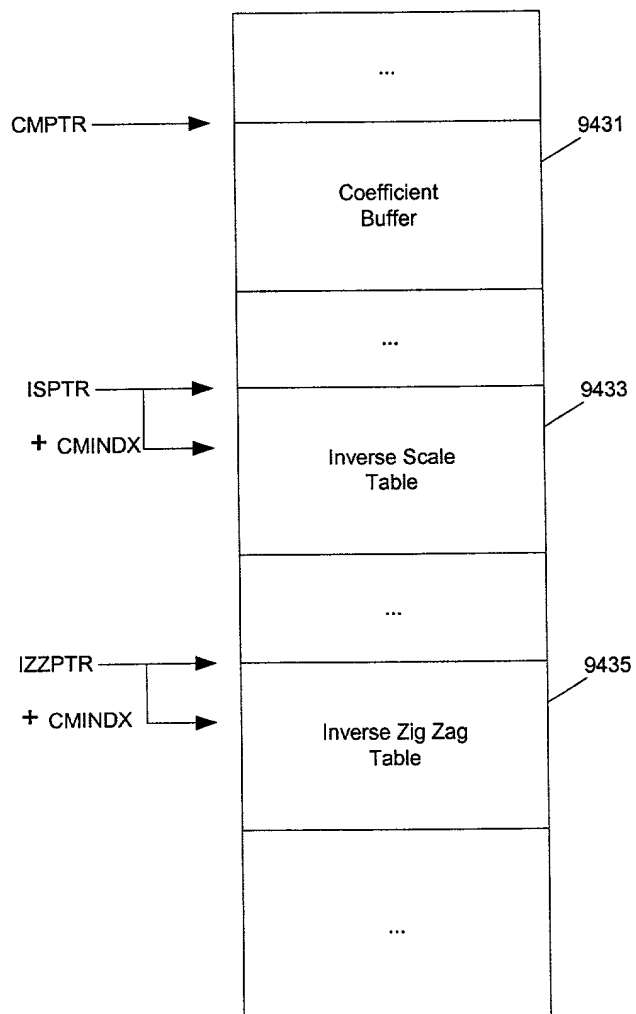 ...
CMPTR
9431
Coefficient
Buffer
...
ISPTR
9433
+ CMINDX
Inverse Scale
Table
...
IZZPTR
9435
+ CMINDX
Inverse Zig Zag
Table
...